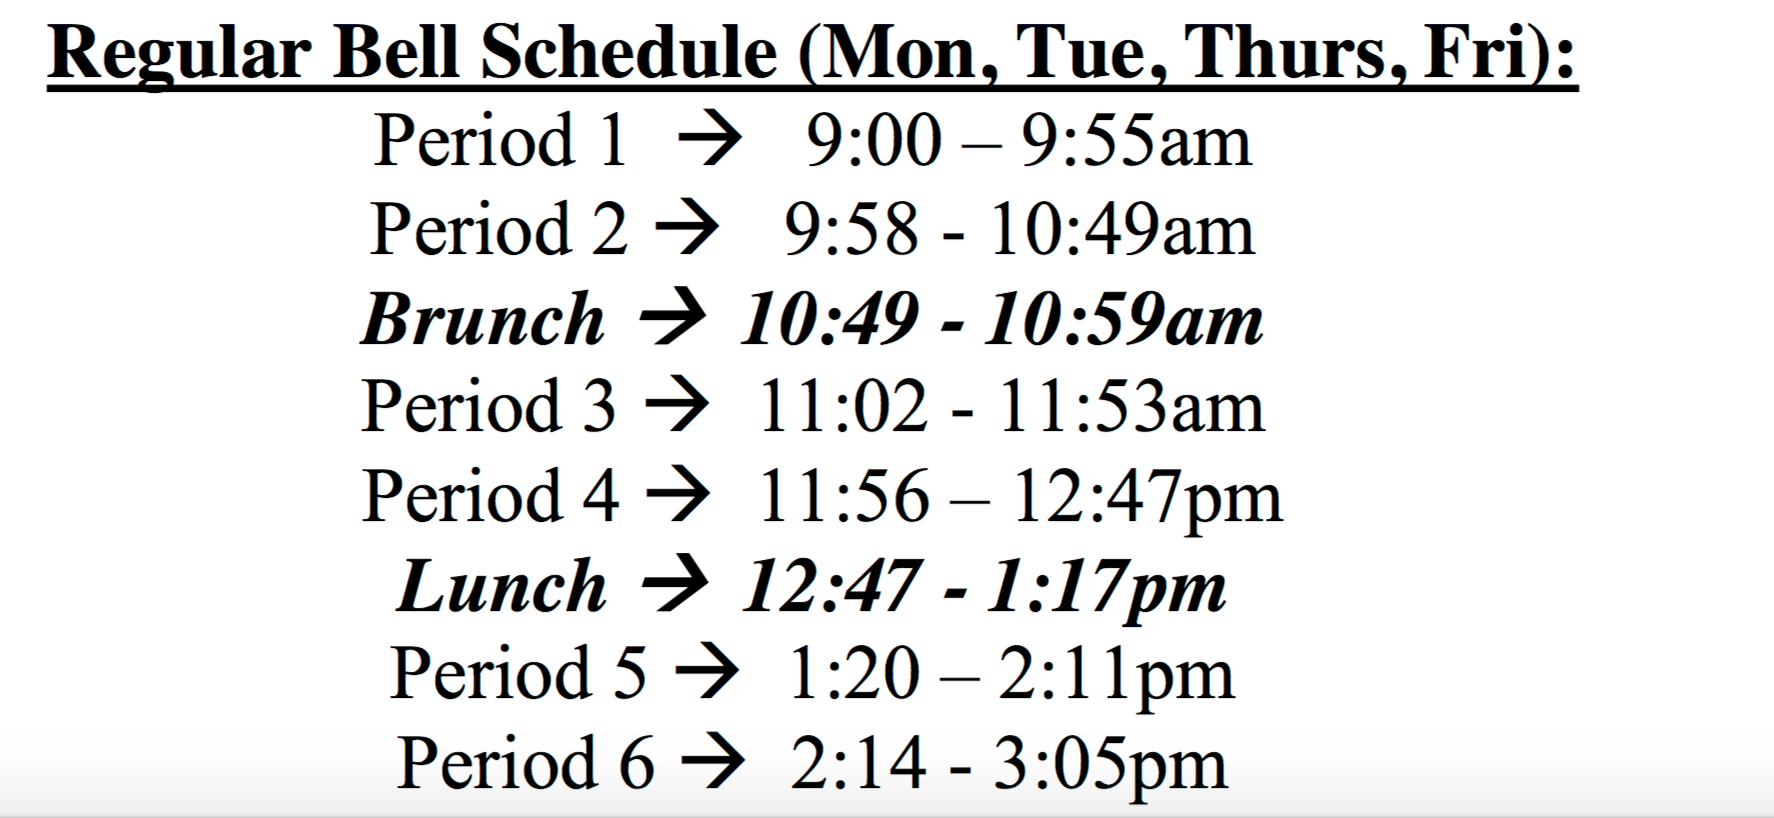 Regular Bell Schedule (Mon, Tue, Thurs, Fri):
Period 1 → 9:00 – 9:55am
Period 2 → 9:58 - 10:49am
Brunch → 10:49 - 10:59am
Period 3 → 11:02 - 11:53am
Period 4 → 11:56 – 12:47pm
Lunch → 12:47 - 1:17pm
Period 5 → 1:20 – 2:11pm
Period 6 → 2:14 - 3:05pm